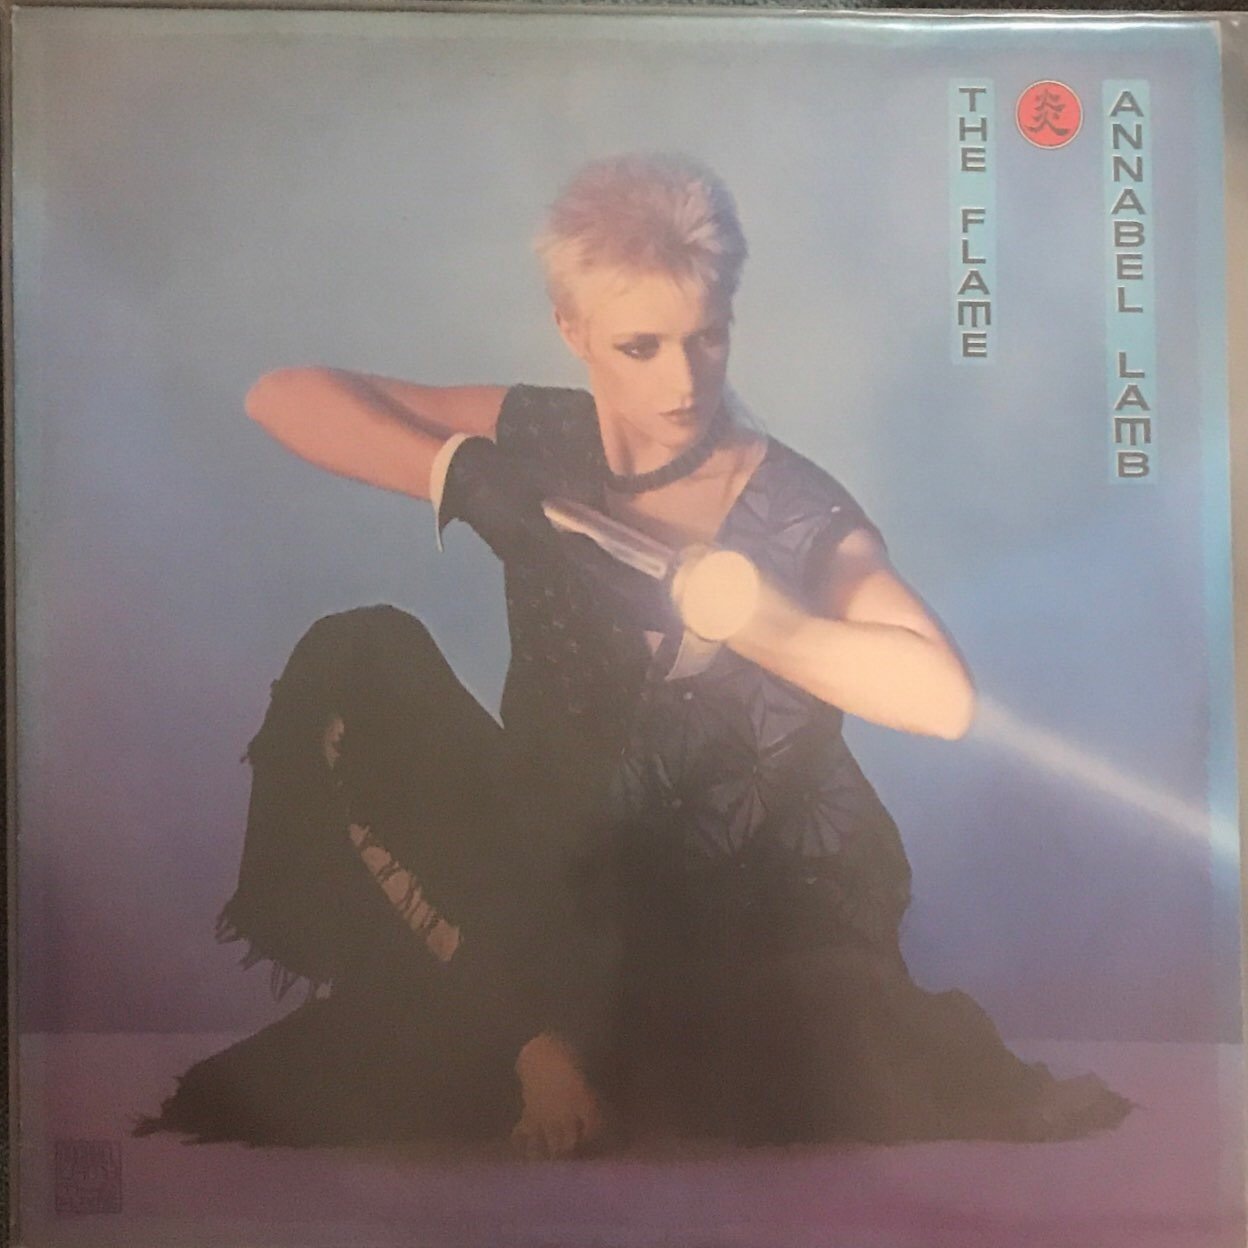 THE FLAME
炎
ANNABEL LAMB